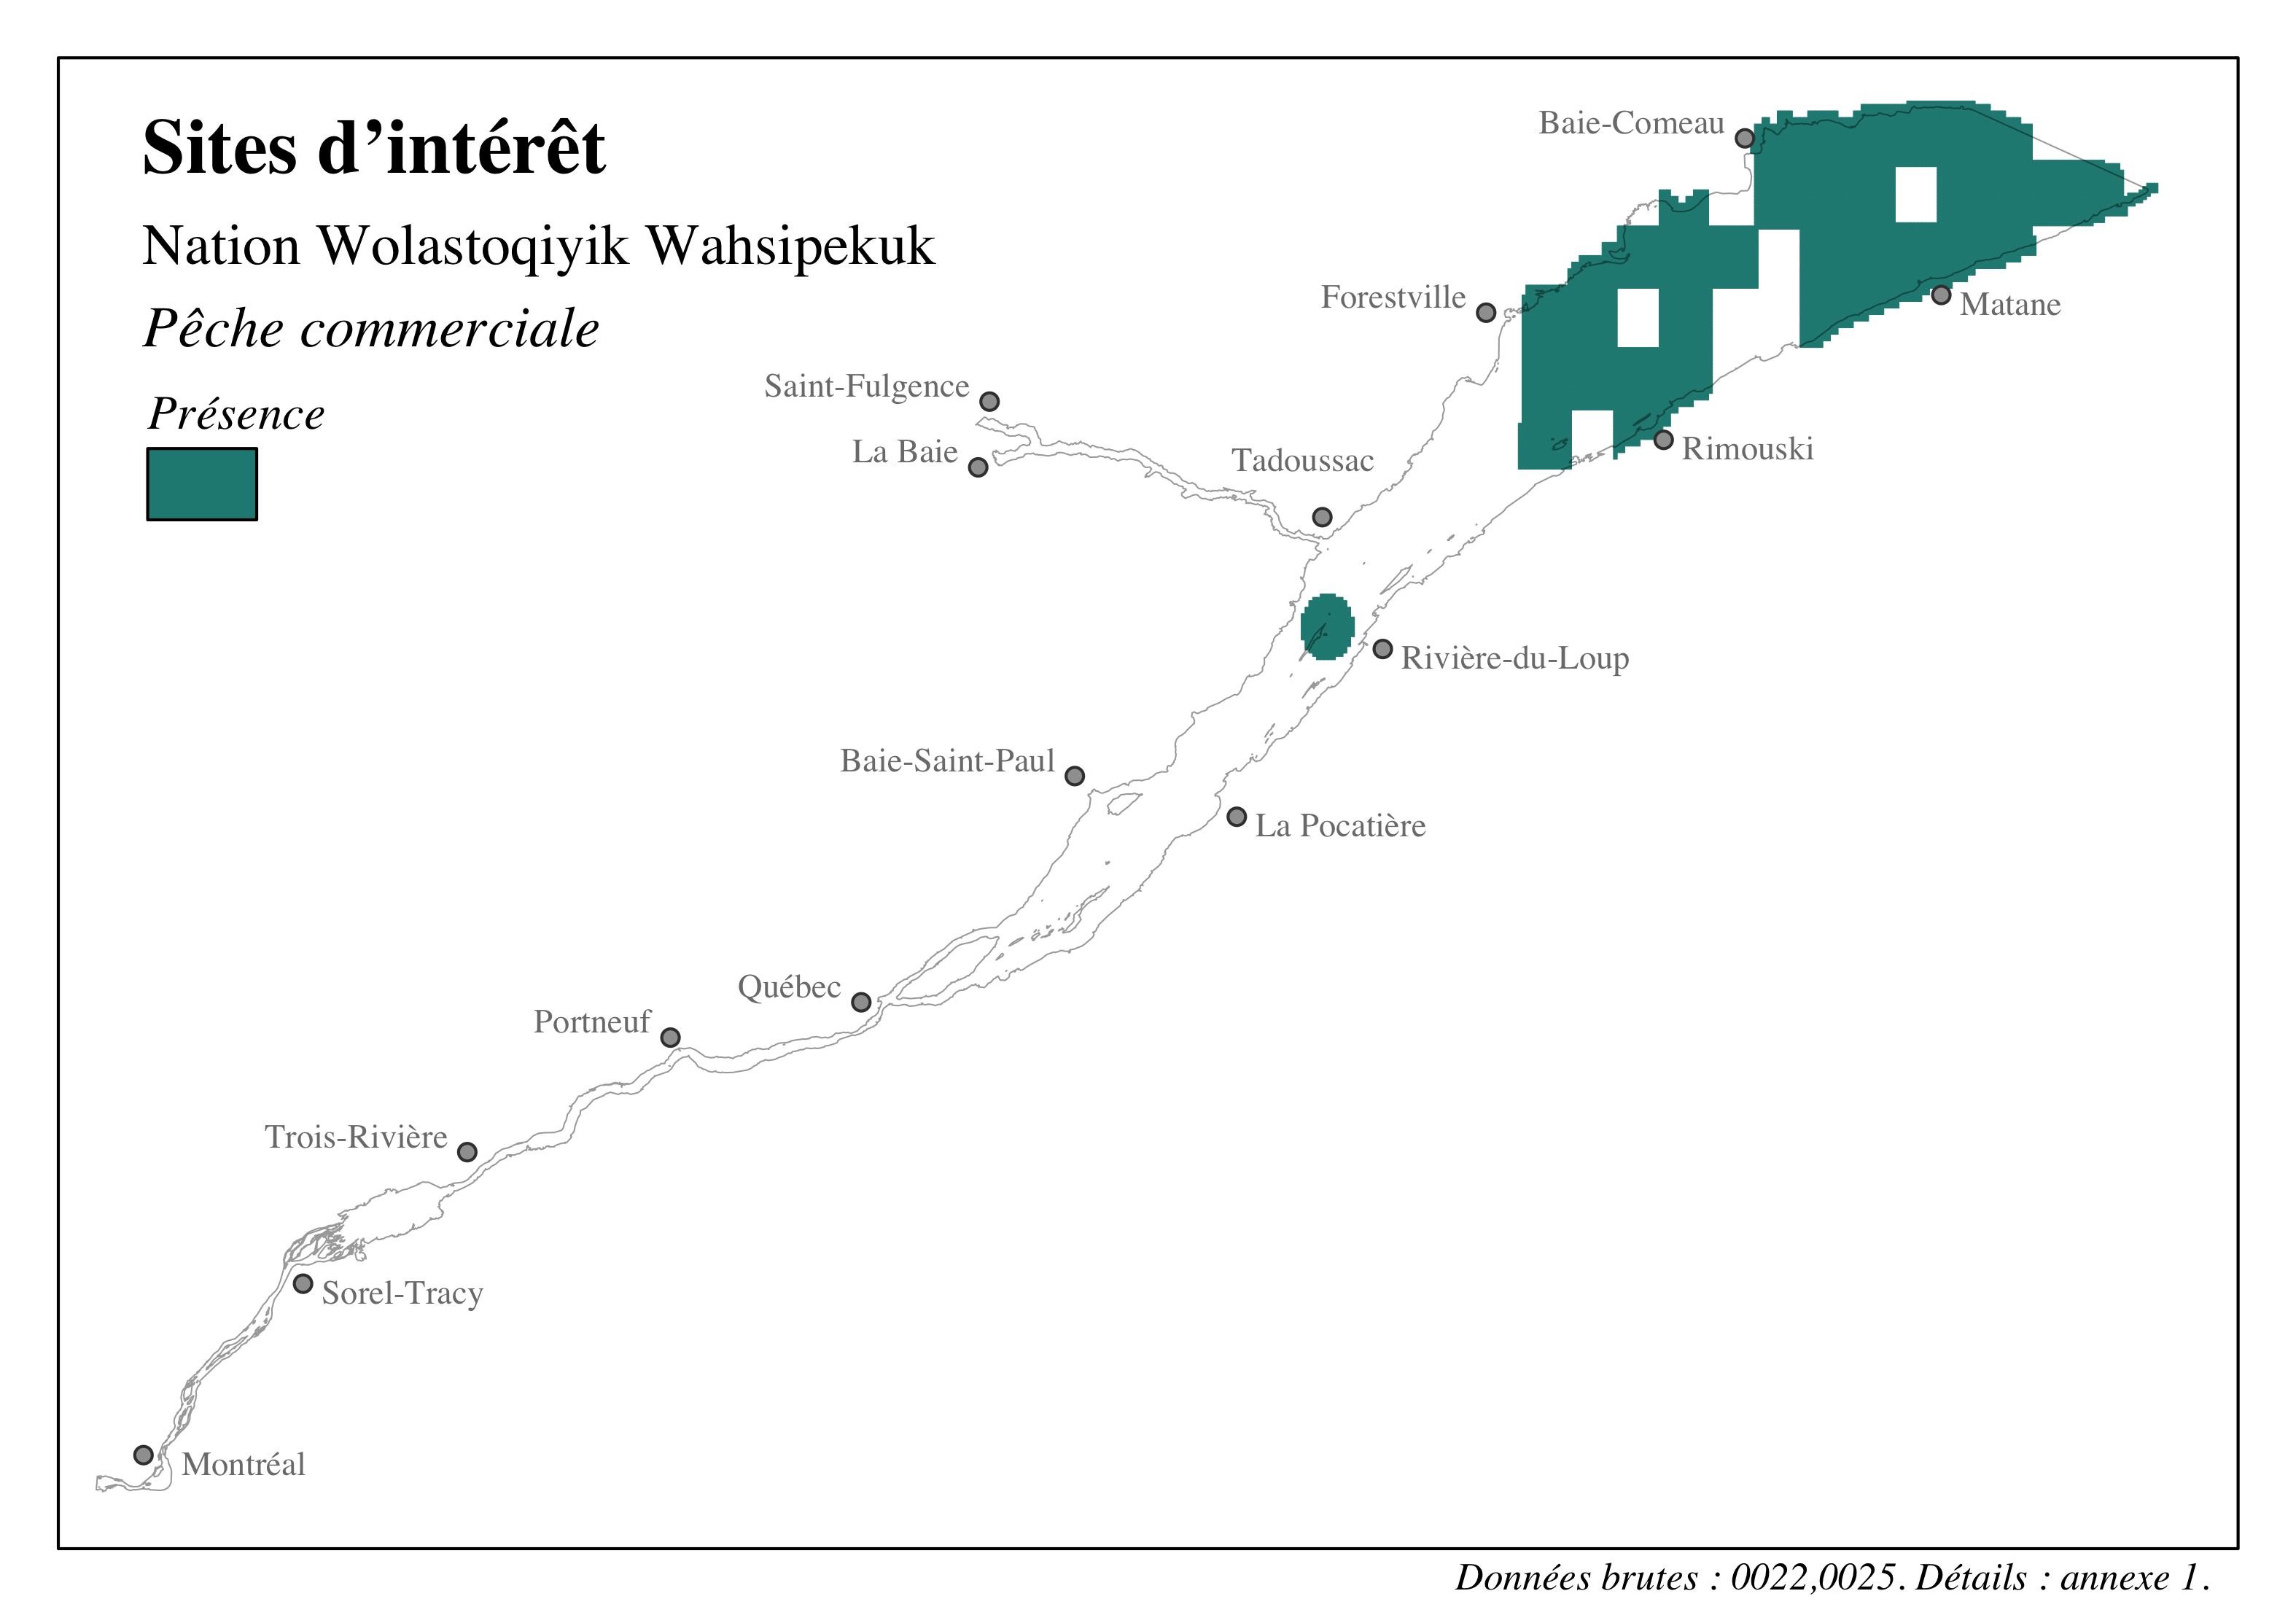 Sites d’intérêt
Nation Wolastoqiyik Wahsipekuk
Pêche commerciale
Présence
Baie-Comeau
Forestville
Matane
Saint-Fulgence
La Baie
Tadoussac
Rimouski
Rivière-du-Loup
Baie-Saint-Paul
La Pocatière
Québec
Portneuf
Trois-Rivière
Sorel-Tracy
Montréal
Données brutes : 0022,0025. Détails : annexe 1.